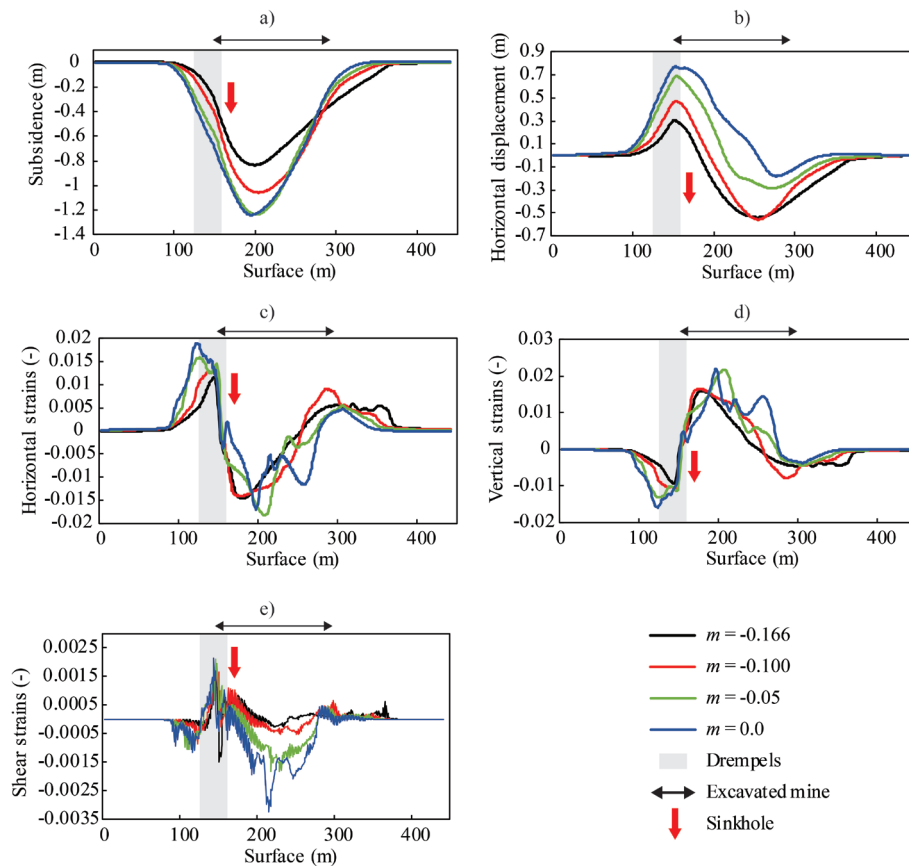 a)
Subsidence (m)
0
-0.2
-0.4
-0.6
-0.8
-1
-1.2
-1.4
0 100 200 300 400
Surface (m)
b)
Horizontal displacement (m)
0.9
0.7
0.5
0.3
0.1
-0.1
-0.3
-0.5
-0.7
0 100 200 300 400
Surface (m)
c)
Horizontal strains (-)
0.02
0.015
0.01
0.005
0
-0.005
-0.01
-0.015
-0.02
0 100 200 300 400
Surface (m)
d)
Vertical strains (-)
0.03
0.02
0.01
0
-0.01
-0.02
0 100 200 300 400
Surface (m)
e)
Shear strains (-)
0.0025
0.0015
0.0005
-0.0005
-0.0015
-0.0025
-0.0035
0 100 200 300 400
Surface (m)
m = -0.166
m = -0.100
m = -0.05
m = 0.0
Drempels
Excavated mine
Sinkhole